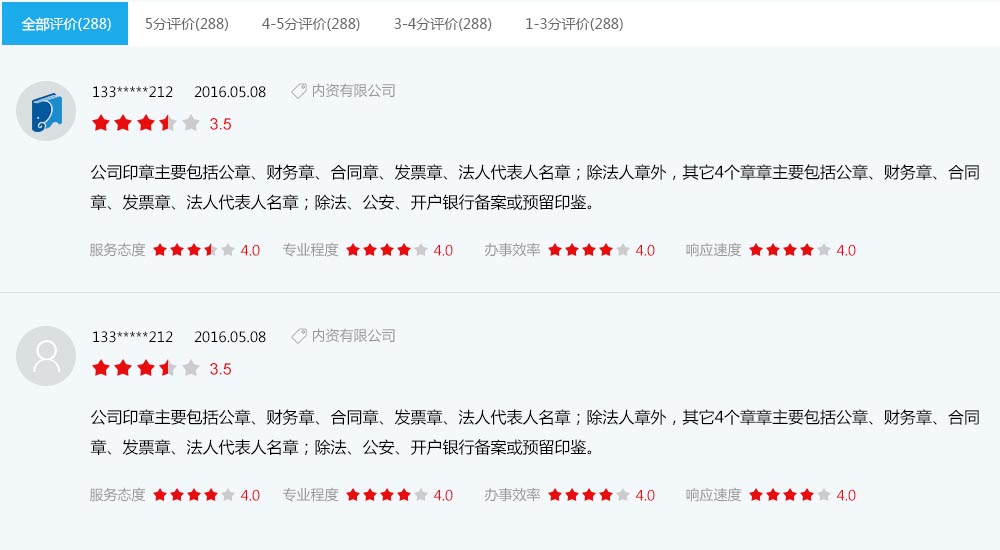 全部评价(288) 5分评价(288) 4-5分评价(288) 3-4分评价(288) 1-3分评价(288)
133*****212 2016.05.08 内资有限公司
3.5
公司印章主要包括公章、财务章、合同章、发票章、法人代表人名章；除法人章外，其它4个章章主要包括公章、财务章、合同
章、发票章、法人代表人名章；除法、公安、开户银行备案或预留印鉴。
服务态度 4.0 专业程度 4.0 办事效率 4.0 响应速度 4.0
133*****212 2016.05.08 内资有限公司
3.5
公司印章主要包括公章、财务章、合同章、发票章、法人代表人名章；除法人章外，其它4个章章主要包括公章、财务章、合同
章、发票章、法人代表人名章；除法、公安、开户银行备案或预留印鉴。
服务态度 4.0 专业程度 4.0 办事效率 4.0 响应速度 4.0